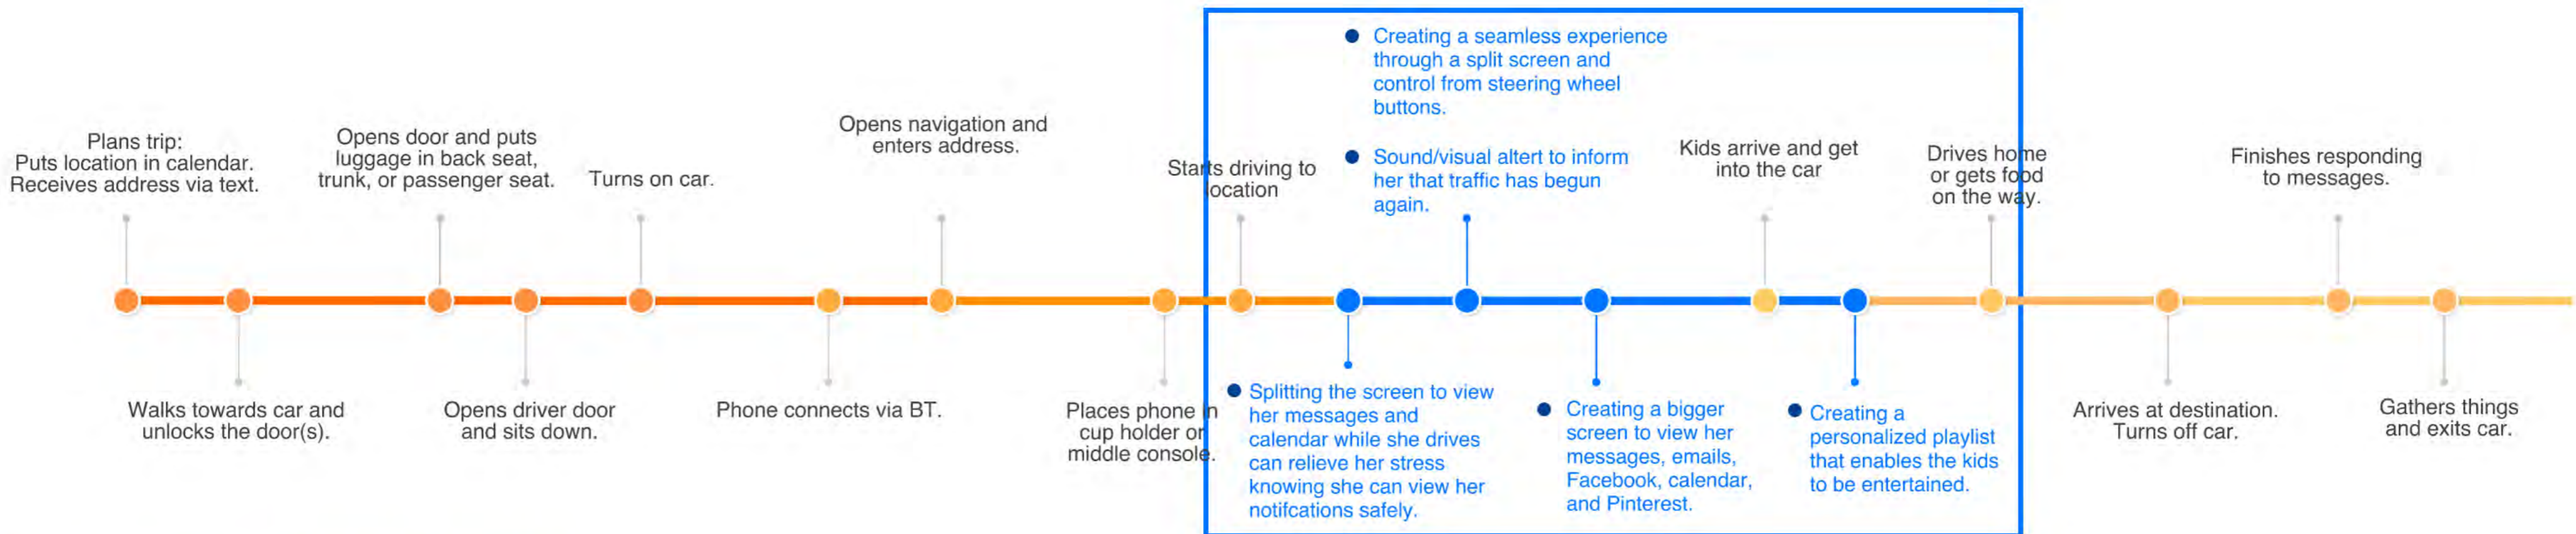 Plans trip:
Puts location in calendar.
Receives address via text.
Walks towards car and
unlocks the door(s).
Opens door and puts
luggage in back seat,
trunk, or passenger seat.
Opens driver door
and sits down.
Turns on car.
Phone connects via BT.
Opens navigation and
enters address.
Places phone in
cup holder or
middle console.
Starts driving to
location
Splitting the screen to view
her messages and
calendar while she drives
can relieve her stress
knowing she can view her
notifcations safely.
Creating a seamless experience
through a split screen and
control from steering wheel
buttons.
Sound/visual altert to inform
her that traffic has begun
again.
Creating a bigger
screen to view her
messages, emails,
Facebook, calendar,
and Pinterest.
Kids arrive and get
into the car
Creating a
personalized playlist
that enables the kids
to be entertained.
Drives home
or gets food
on the way.
Arrives at destination.
Turns off car.
Finishes responding
to messages.
Gathers things
and exits car.